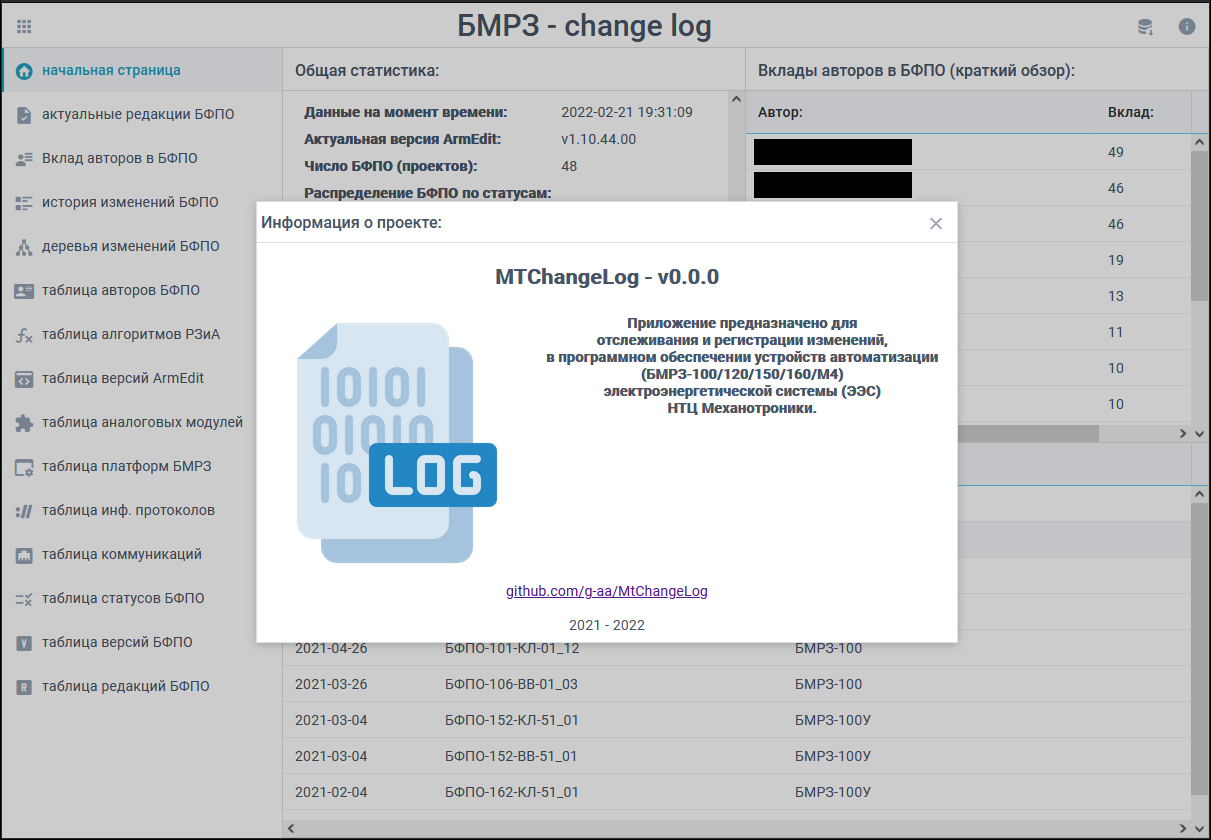 БМРЗ - change log
начальная страница
актуальные редакции БФПО
Вклад авторов в БФПО
история изменений БФПО
деревья изменений БФПО
таблица авторов БФПО
таблица алгоритмов РЗиА
таблица версий ArmEdit
таблица аналоговых модулей
таблица платформ БМРЗ
таблица инф. протоколов
таблица коммуникаций
таблица статусов БФПО
таблица версий БФПО
таблица редакций БФПО
Общая статистика:
Данные на момент времени: 2022-02-21 19:31:09
Актуальная версия ArmEdit: v1.10.44.00
Число БФПО (проектов): 48
Распределение БФПО по статусам:
Вклады авторов в БФПО (краткий обзор):
Автор: Вклад:
49
46
46
19
13
11
10
10
Информация о проекте:
MTChangeLog - v0.0.0
010101
01010
10
LOG
Приложение предназначено для
отслеживания и регистрации изменений,
в программном обеспечении устройств автоматизации
(БМРЗ-100/120/150/160/М4)
электроэнергетической системы (ЭЭС)
НТЦ Механотроники.
github.com/g-aa/MtChangeLog
2021 - 2022
2021-04-26 БФПО-101-КЛ-01_12 БМРЗ-100
2021-03-26 БФПО-106-ВВ-01_03 БМРЗ-100
2021-03-04 БФПО-152-КЛ-51_01 БМРЗ-100У
2021-03-04 БФПО-152-ВВ-51_01 БМРЗ-100У
2021-02-04 БФПО-162-КЛ-51_01 БМРЗ-100У